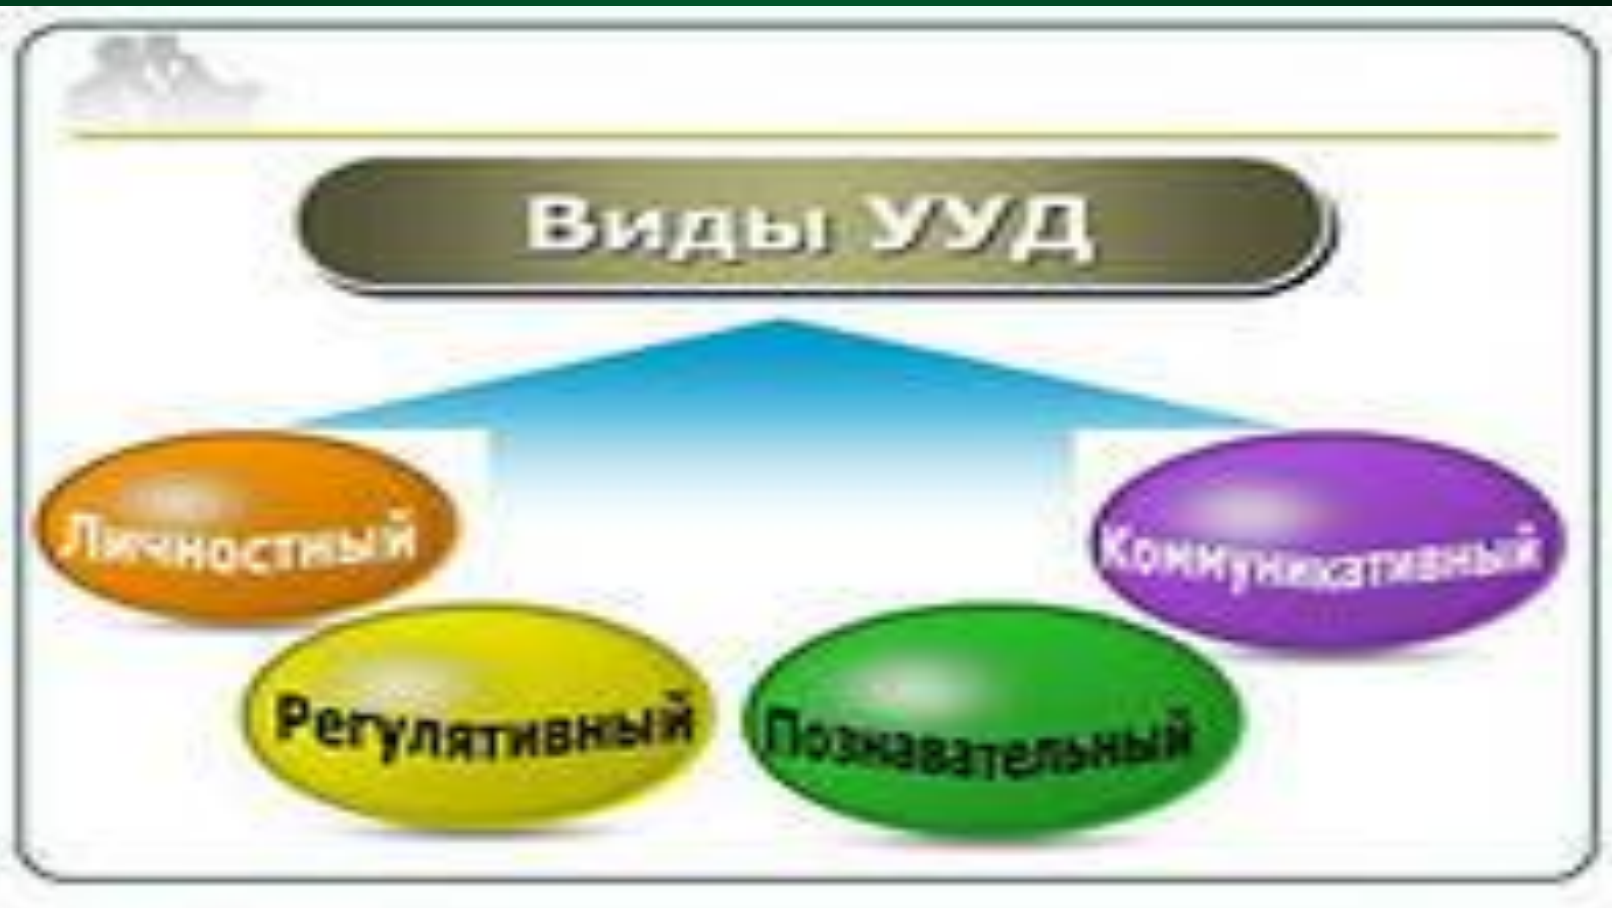 Виды УУД
Личностный
Коммуникативный
Регулятивный
Познавательный